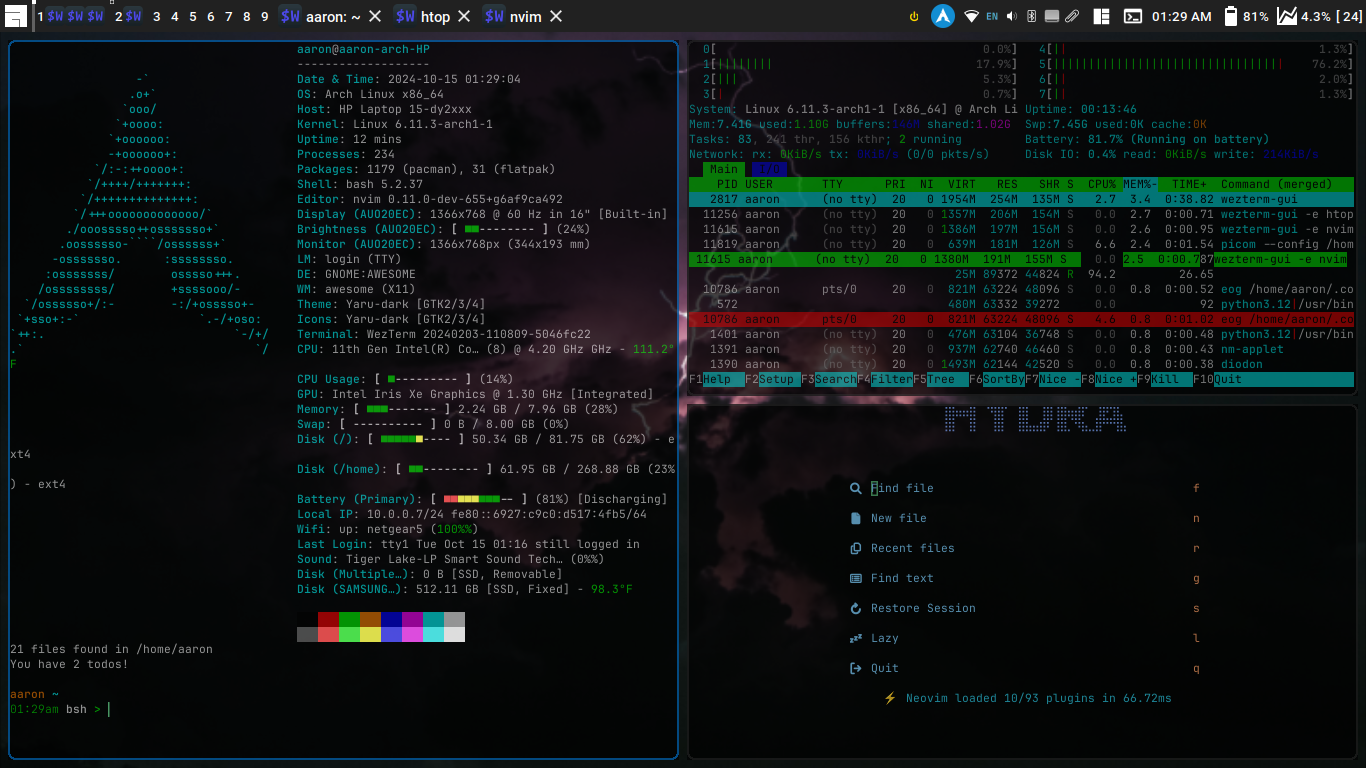 1 $W $W $W 2 $W 3 4 5 6 7 8 9 $W aaron: ~ $W htop $W nvim EN 01:29 AM 81% 4.3% [ 24]
aaron@aaron-arch-HP
-------------------
Date & Time: 2024-10-15 01:29:04
OS: Arch Linux x86_64
Host: HP Laptop 15-dy2xxx
Kernel: Linux 6.11.3-arch1-1
Uptime: 12 mins
Processes: 234
Packages: 1179 (pacman), 31 (flatpak)
Shell: bash 5.2.37
Editor: nvim 0.11.0-dev-655+g6af9ca492
Display (AUO20EC): 1366x768 @ 60 Hz in 16" [Built-in]
Brightness (AUO20EC): [ ■■-------- ] (24%)
Monitor (AUO20EC): 1366x768px (344x193 mm)
LM: login (TTY)
DE: GNOME:AWESOME
WM: awesome (X11)
Theme: Yaru-dark [GTK2/3/4]
Icons: Yaru-dark [GTK2/3/4]
Terminal: WezTerm 20240203-110809-5046fc22
CPU: 11th Gen Intel(R) Co… (8) @ 4.20 GHz GHz - 111.2°
F
CPU Usage: [ ■--------- ] (14%)
GPU: Intel Iris Xe Graphics @ 1.30 GHz [Integrated]
Memory: [ ■■■------- ] 2.24 GB / 7.96 GB (28%)
Swap: [ ---------- ] 0 B / 8.00 GB (0%)
Disk (/): [ ■■■■■■---- ] 50.34 GB / 81.75 GB (62%) - e
xt4
Disk (/home): [ ■■-------- ] 61.95 GB / 268.88 GB (23%
) - ext4
Battery (Primary): [ ■■■■■■■■-- ] (81%) [Discharging]
Local IP: 10.0.0.7/24 fe80::6927:c9c0:d517:4fb5/64
Wifi: up: netgear5 (100%%)
Last Login: tty1 Tue Oct 15 01:16 still logged in
Sound: Tiger Lake-LP Smart Sound Tech… (0%%)
Disk (Multiple…): 0 B [SSD, Removable]
Disk (SAMSUNG…): 512.11 GB [SSD, Fixed] - 98.3°F
21 files found in /home/aaron
You have 2 todos!
aaron ~
01:29am bsh >
0[ 0.0%] 4[ 1.3%]
1[ 17.9%] 5[ 76.2%]
2[ 5.3%] 6[ 2.0%]
3[ 0.7%] 7[ 1.3%]
System: Linux 6.11.3-arch1-1 [x86_64] @ Arch Li Uptime: 00:13:46
Mem:7.41G used:1.10G buffers: shared:1.02G Swp:7.45G used:0K cache:0K
Tasks: 83, 241 thr, 156 kthr; 2 running Battery: 81.7% (Running on battery)
Network: rx: 0KiB/s tx: 0KiB/s (0/0 pkts/s) Disk IO: 0.4% read: 0KiB/s write: 214KiB/s
Main I/O
PID USER TTY PRI NI VIRT RES SHR S CPU% MEM%- TIME+ Command (merged)
2817 aaron (no tty) 20 0 1954M 254M 135M S 2.7 3.4 0:38.82 wezterm-gui
11256 aaron (no tty) 20 0 1357M 206M 154M S 0.0 2.7 0:00.71 wezterm-gui -e htop
11615 aaron (no tty) 20 0 1386M 197M 156M S 0.0 2.6 0:00.95 wezterm-gui -e nvim
11819 aaron (no tty) 20 0 639M 181M 126M S 6.6 2.4 0:01.54 picom --config /hom
11615 aaron (no tty) 20 0 1380M 191M 155M S 2.5 0:00.787 wezterm-gui -e nvim
25M 89372 44824 R 94.2 26.65
10786 aaron pts/0 20 0 821M 63224 48096 S 0.0 0.8 0:00.52 eog /home/aaron/.co
572 480M 63332 39272 0.0 92 python3.12|/usr/bin
10786 aaron pts/0 20 0 821M 63224 48096 S 4.6 0.8 0:01.02 eog /home/aaron/.co
1401 aaron (no tty) 20 0 476M 63104 36748 S 0.0 0.8 0:00.48 python3.12|/usr/bin
1391 aaron (no tty) 20 0 937M 62740 46460 S 0.0 0.8 0:00.43 nm-applet
1390 aaron (no tty) 20 0 1493M 62144 42520 S 0.0 0.8 0:00.38 diodon
F1Help F2Setup F3Search F4Filter F5Tree F6SortBy F7Nice - F8Nice + F9Kill F10Quit
Find file f
New file n
Recent files r
Find text g
Restore Session s
Lazy l
Quit q
⚡ Neovim loaded 10/93 plugins in 66.72ms